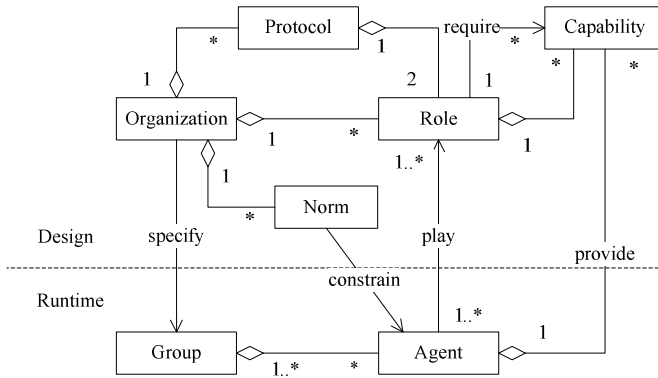 Protocol
Capability
require
*
1
*
*
*
1
2
1
Organization
Role
1
*
1
1..*
1
Norm
*
Design
specify
play
provide
constrain
Runtime
1..*
1
Group
Agent
1..*
*